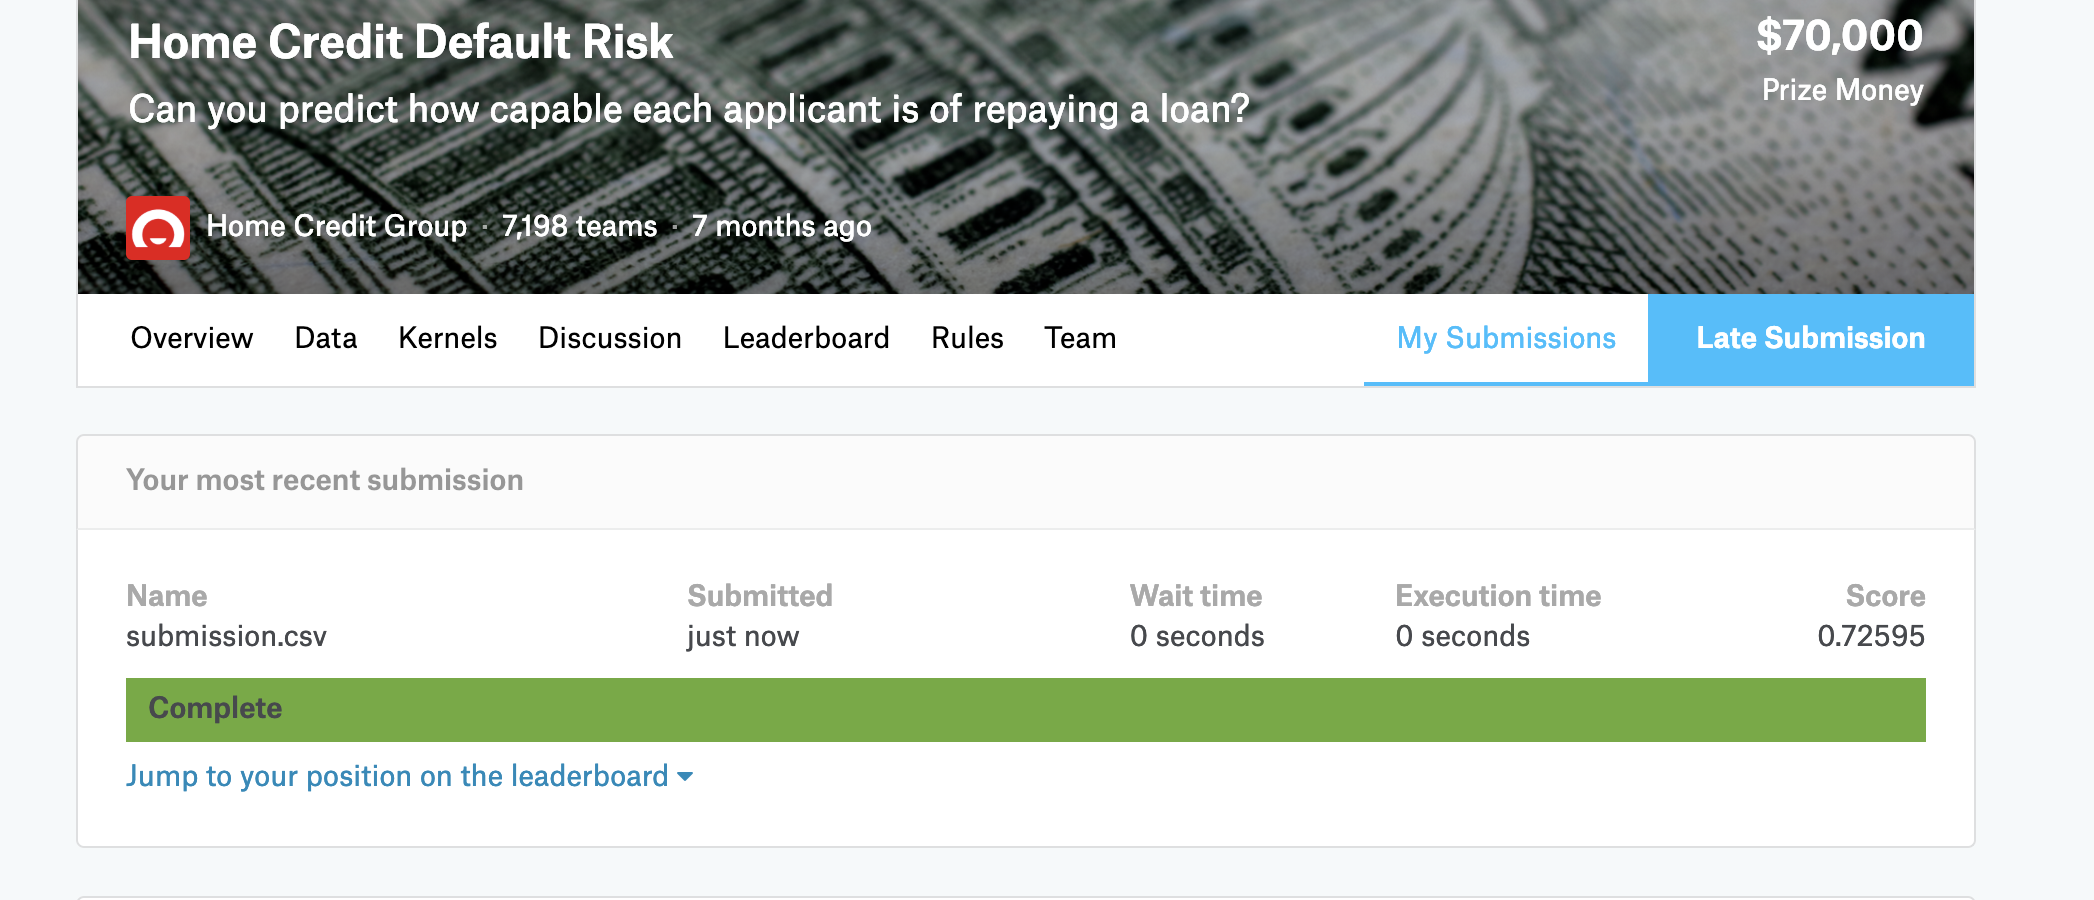 Home Credit Default Risk
$70,000
Can you predict how capable each applicant is of repaying a loan?
Prize Money
Home Credit Group · 7,198 teams · 7 months ago
Overview Data Kernels Discussion Leaderboard Rules Team My Submissions Late Submission
Your most recent submission
Name Submitted Wait time Execution time Score
submission.csv just now 0 seconds 0 seconds 0.72595
Complete
Jump to your position on the leaderboard